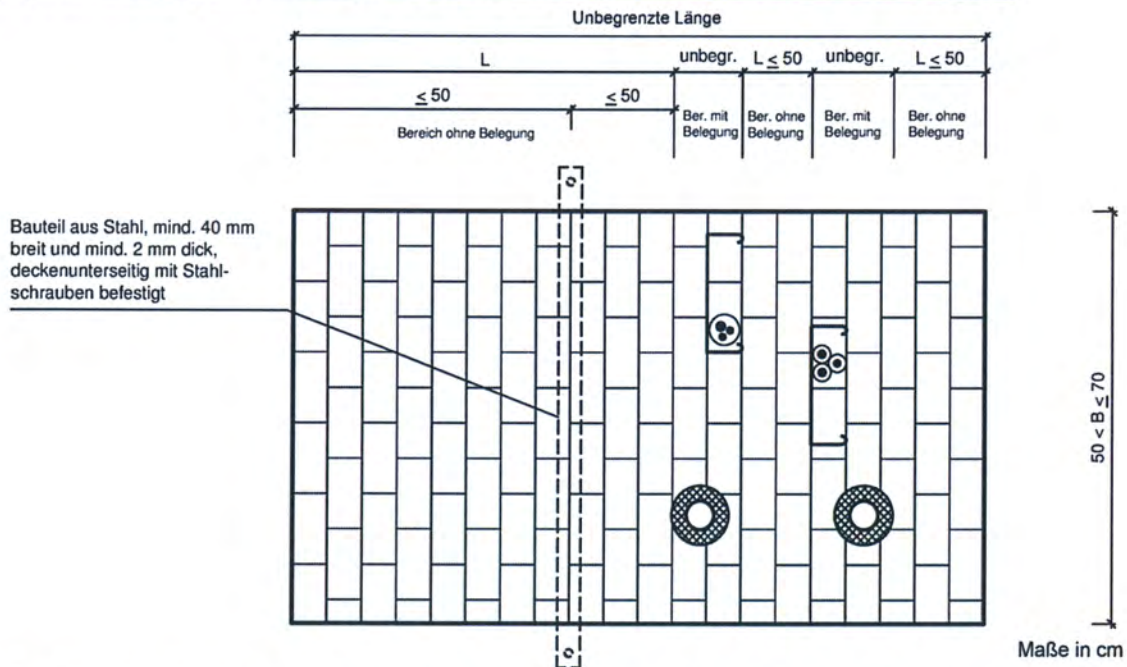 Unbegrenzte Länge
L
unbegr.
L ≤ 50
unbegr.
L ≤ 50
≤ 50
≤ 50
Bereich ohne Belegung
Ber. mit
Belegung
Ber. ohne
Belegung
Ber. mit
Belegung
Ber. ohne
Belegung
Bauteil aus Stahl, mind. 40 mm
breit und mind. 2 mm dick,
deckenunterseitig mit Stahl-
schrauben befestigt
50 < B ≤ 70
Maße in cm